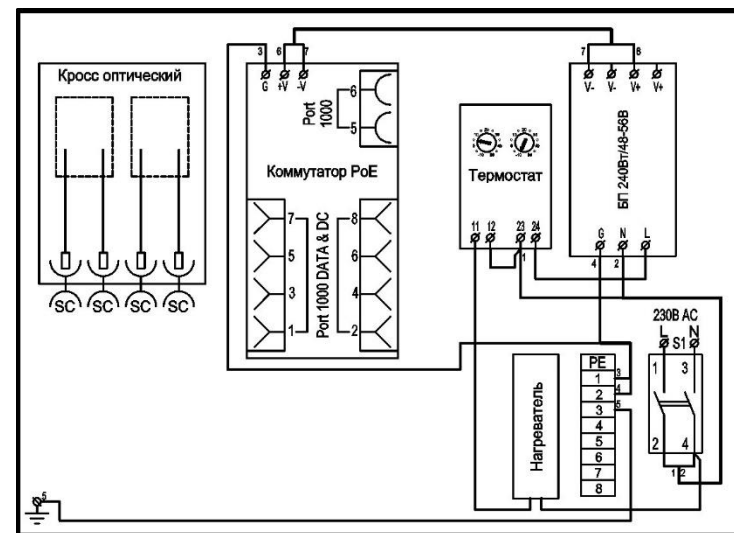 3 6 7
G +V -V
Кросс оптический
SC SC SC SC
Port 1000
6
5
Коммутатор PoE
Port 1000 DATA & DC
7 8
5 6
3 4
1 2
Термостат
11 12 23 24
1
7 8
V- V- V+ V+
БП 240Вт/48-56В
G N L
4 2
230В AC
L N
S1
1 3
2 4
1 2
Нагреватель
PE
1 3
2 4
3 5
4
5
6
7
8
5